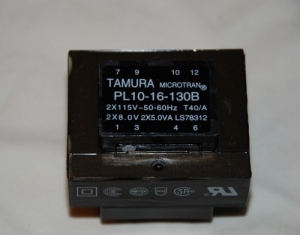 7 9 10 12
TAMURA MICROTRAN®
PL10-16-130B
2X115V~50-60Hz T40/A
2X8.0V 2X5.0VA LS78312
1 3 4 6